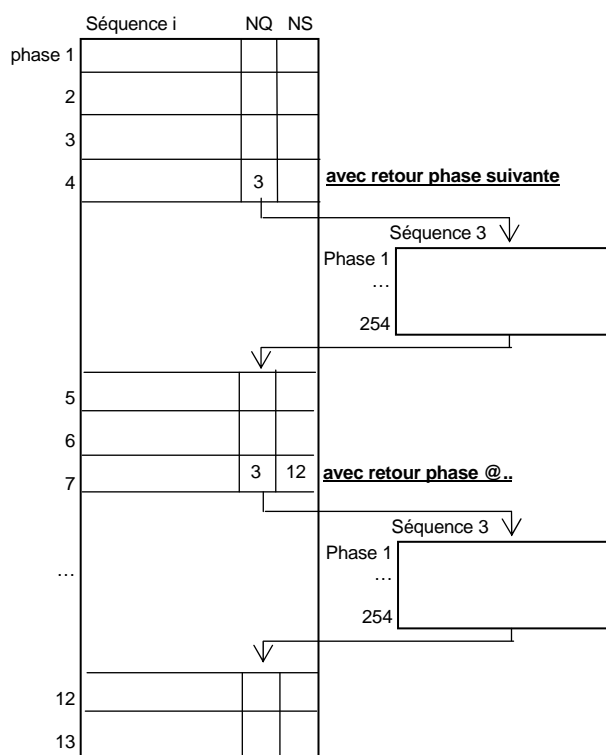 Séquence i NQ NS
phase 1
2
3
4 3 avec retour phase suivante
Séquence 3
Phase 1
...
254
5
6
7 3 12 avec retour phase @..
Séquence 3
Phase 1
...
... 
254
12
13